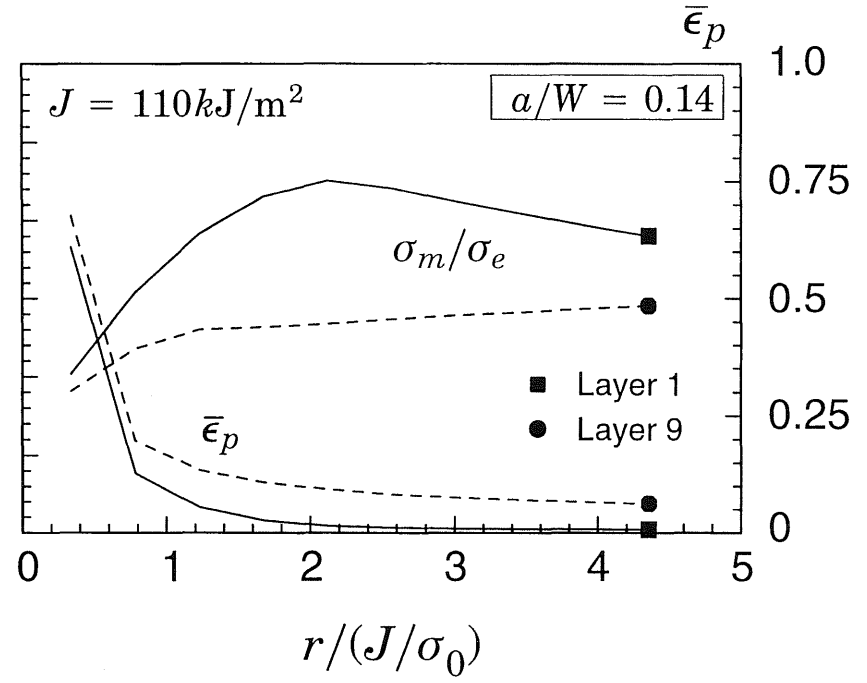 ε̄ₚ
1.0
J = 110kJ/m²
a/W = 0.14
0.75
σₘ/σₑ
0.5
Layer 1
Layer 9
0.25
ε̄ₚ
0
0 1 2 3 4 5
r/(J/σ₀)